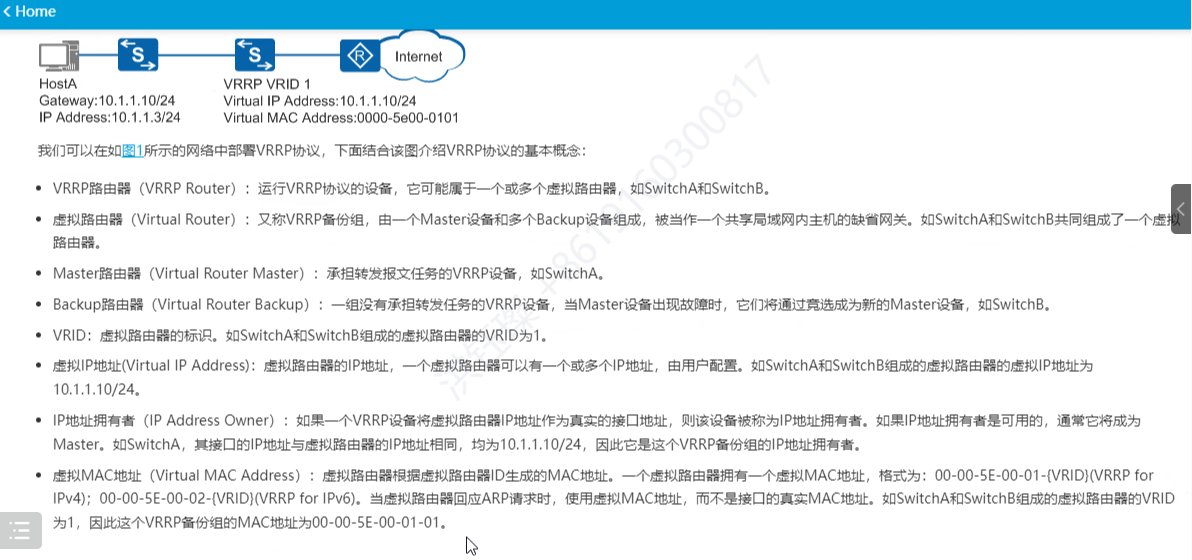 Home
S
S
R
Internet
HostA
Gateway:10.1.1.10/24
IP Address:10.1.1.3/24
VRRP VRID 1
Virtual IP Address:10.1.1.10/24
Virtual MAC Address:0000-5e00-0101
我们可以在如图1所示的网络中部署VRRP协议，下面结合该图介绍VRRP协议的基本概念：
VRRP路由器（VRRP Router）：运行VRRP协议的设备，它可能属于一个或多个虚拟路由器，如SwitchA和SwitchB。
虚拟路由器（Virtual Router）：又称VRRP备份组，由一个Master设备和多个Backup设备组成，被当作一个共享局域网内主机的缺省网关。如SwitchA和SwitchB共同组成了一个虚拟
路由器。
Master路由器（Virtual Router Master）：承担转发报文任务的VRRP设备，如SwitchA。
Backup路由器（Virtual Router Backup）：一组没有承担转发任务的VRRP设备，当Master设备出现故障时，它们将通过竞选成为新的Master设备，如SwitchB。
VRID：虚拟路由器的标识。如SwitchA和SwitchB组成的虚拟路由器的VRID为1。
虚拟IP地址(Virtual IP Address)：虚拟路由器的IP地址，一个虚拟路由器可以有一个或多个IP地址，由用户配置。如SwitchA和SwitchB组成的虚拟路由器的虚拟IP地址为
10.1.1.10/24。
IP地址拥有者（IP Address Owner）：如果一个VRRP设备将虚拟路由器IP地址作为真实的接口地址，则该设备被称为IP地址拥有者。如果IP地址拥有者是可用的，通常它将成为
Master。如SwitchA，其接口的IP地址与虚拟路由器的IP地址相同，均为10.1.1.10/24，因此它是这个VRRP备份组的IP地址拥有者。
虚拟MAC地址（Virtual MAC Address）：虚拟路由器根据虚拟路由器ID生成的MAC地址。一个虚拟路由器拥有一个虚拟MAC地址，格式为：00-00-5E-00-01-{VRID}(VRRP for
IPv4)；00-00-5E-00-02-{VRID}(VRRP for IPv6)。当虚拟路由器回应ARP请求时，使用虚拟MAC地址，而不是接口的真实MAC地址。如SwitchA和SwitchB组成的虚拟路由器的VRID
为1，因此这个VRRP备份组的MAC地址为00-00-5E-00-01-01。